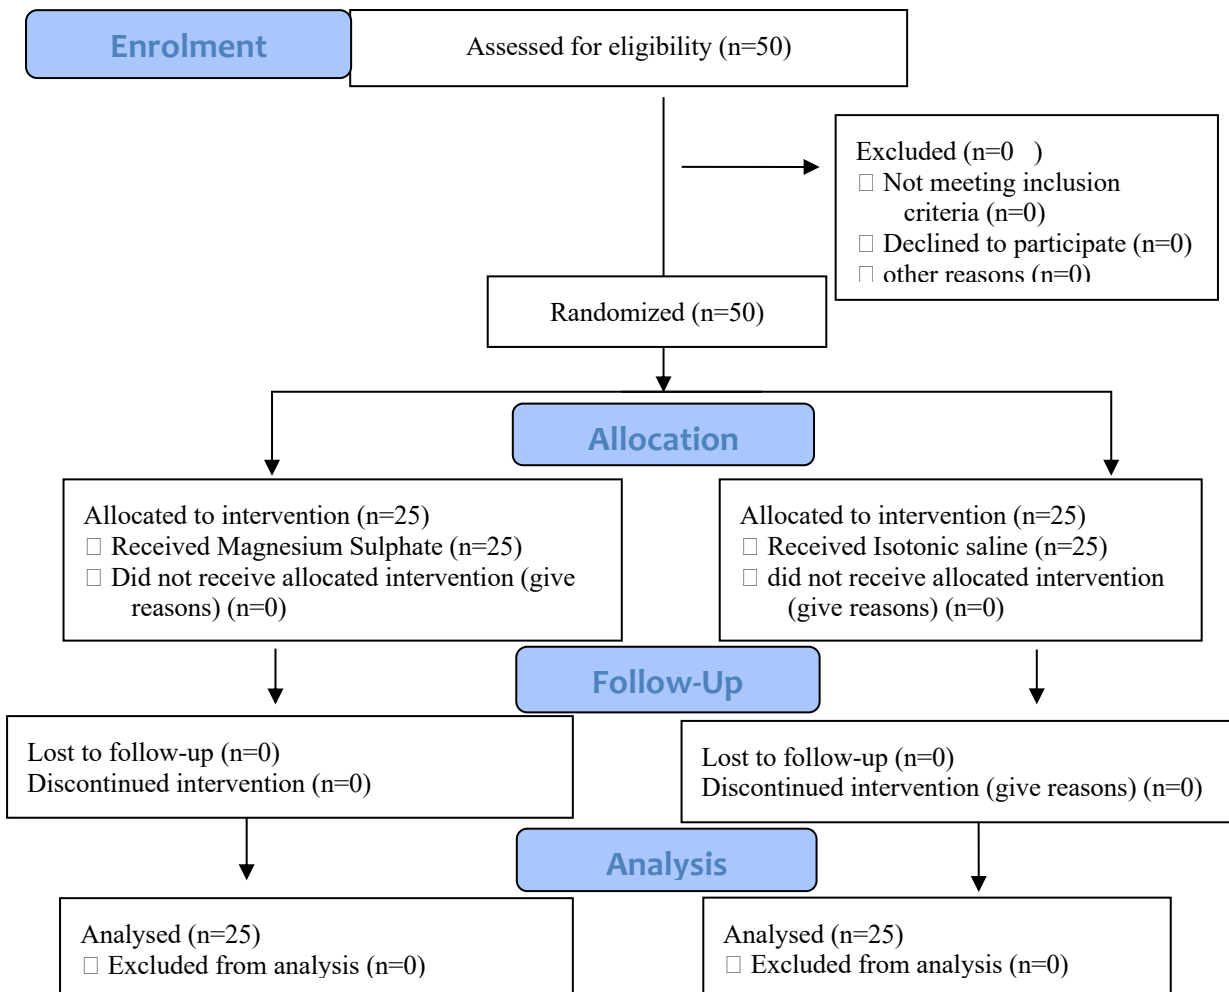 Enrolment
Assessed for eligibility (n=50)
Excluded (n=0 )
□ Not meeting inclusion
criteria (n=0)
□ Declined to participate (n=0)
□ other reasons (n=0)
Randomized (n=50)
Allocation
Allocated to intervention (n=25)
□ Received Magnesium Sulphate (n=25)
□ Did not receive allocated intervention (give
reasons) (n=0)
Allocated to intervention (n=25)
□ Received Isotonic saline (n=25)
□ did not receive allocated intervention
(give reasons) (n=0)
Follow-Up
Lost to follow-up (n=0)
Discontinued intervention (n=0)
Lost to follow-up (n=0)
Discontinued intervention (give reasons) (n=0)
Analysis
Analysed (n=25)
□ Excluded from analysis (n=0)
Analysed (n=25)
□ Excluded from analysis (n=0)